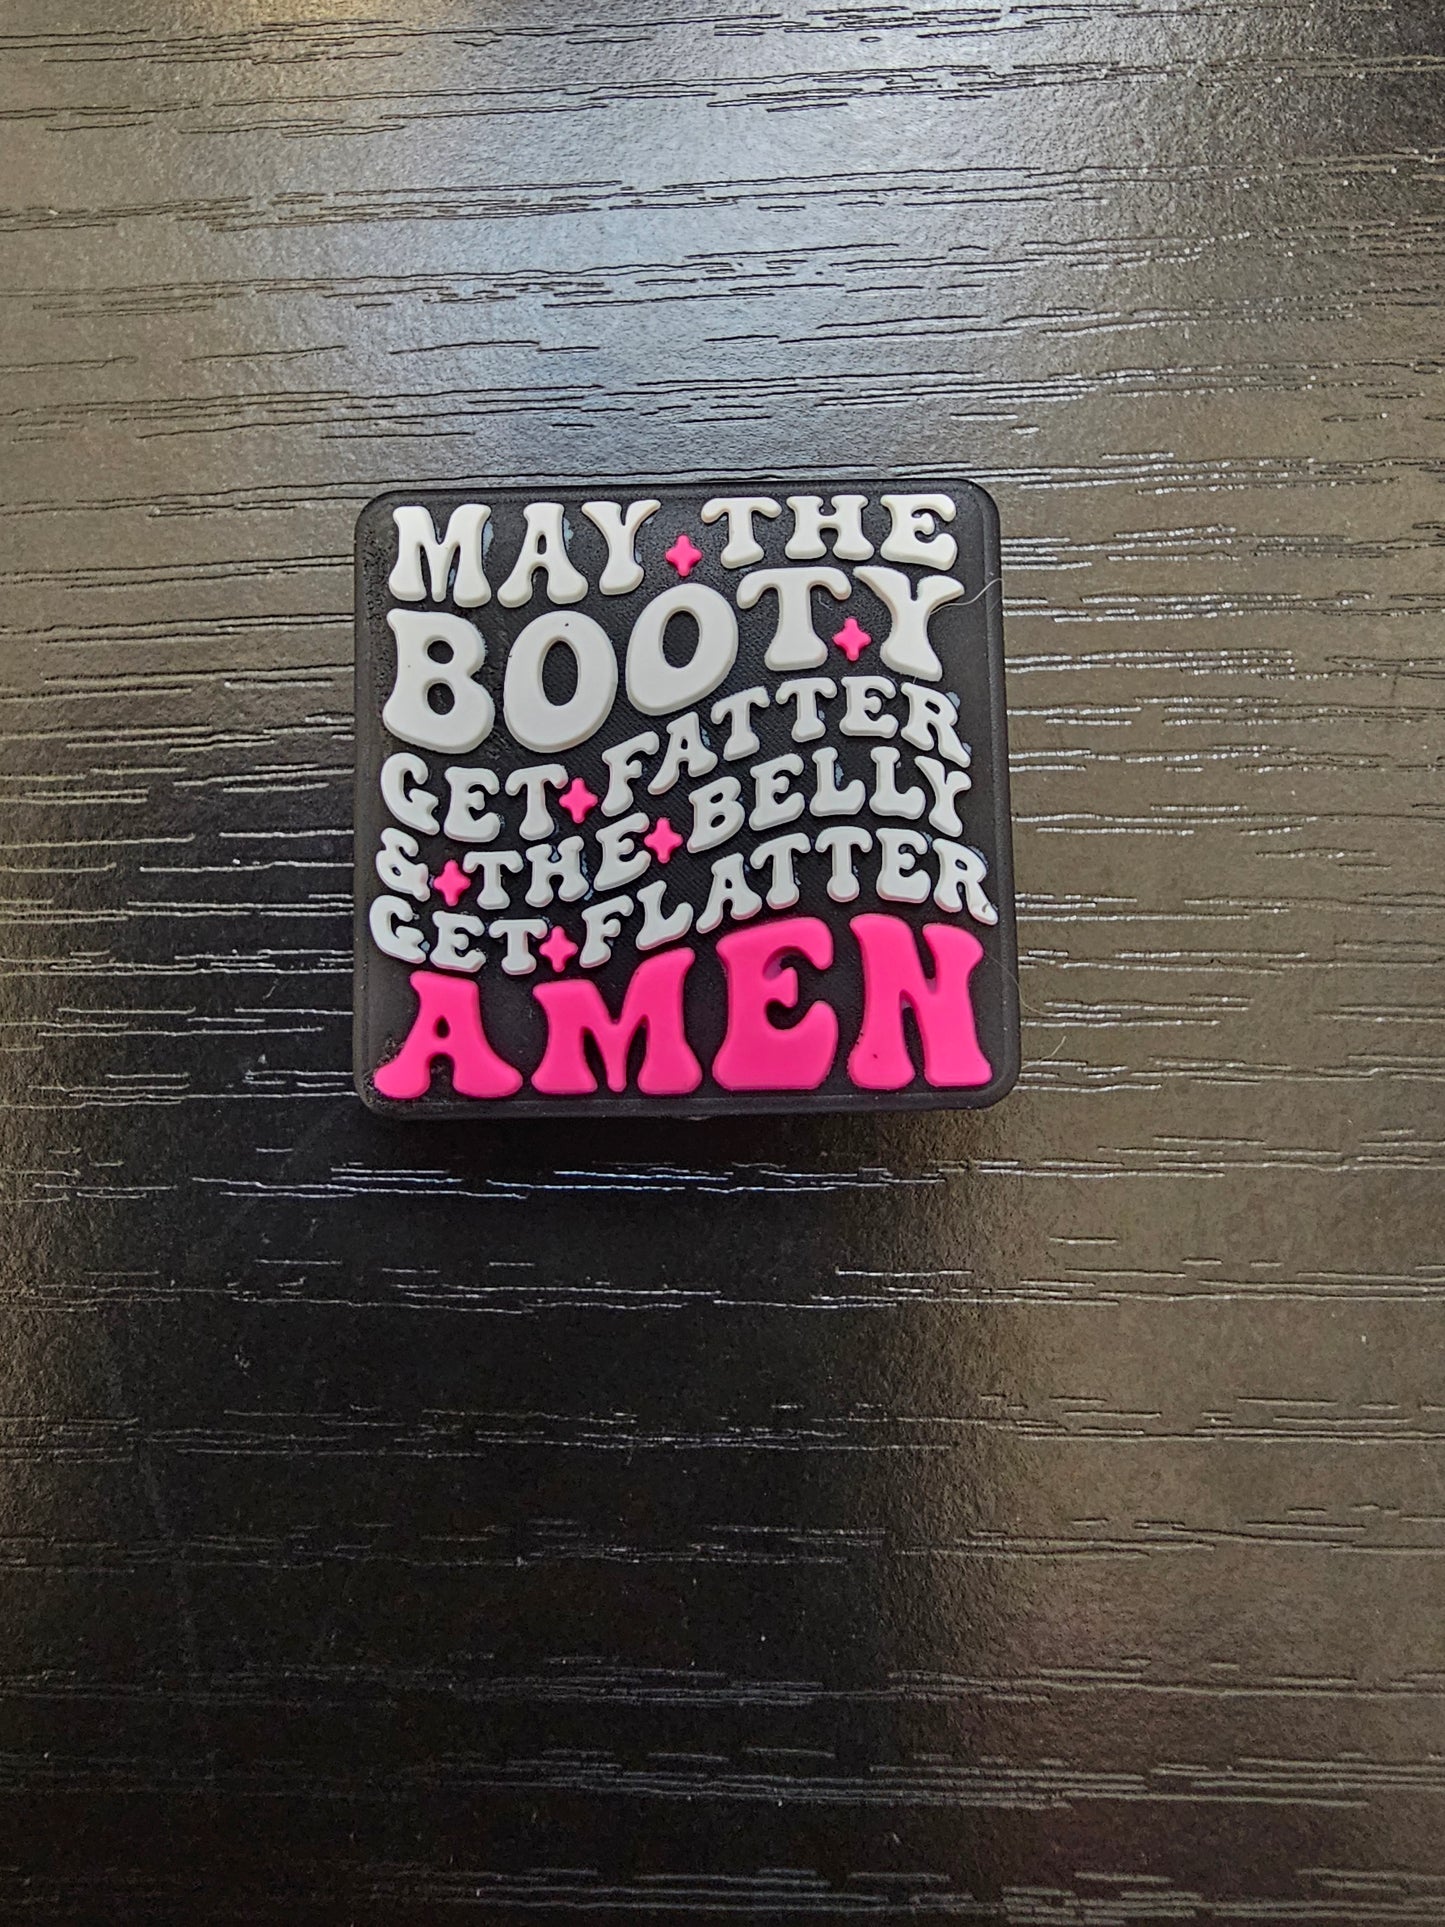 MAY THE
BOOTY
GET FATTER
& THE BELLY
GET FLATTER
AMEN